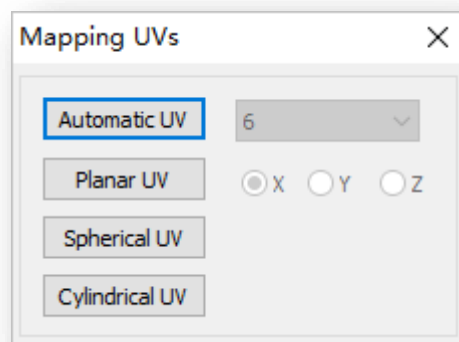 Mapping UVs
Automatic UV 6
Planar UV X Y Z
Spherical UV
Cylindrical UV